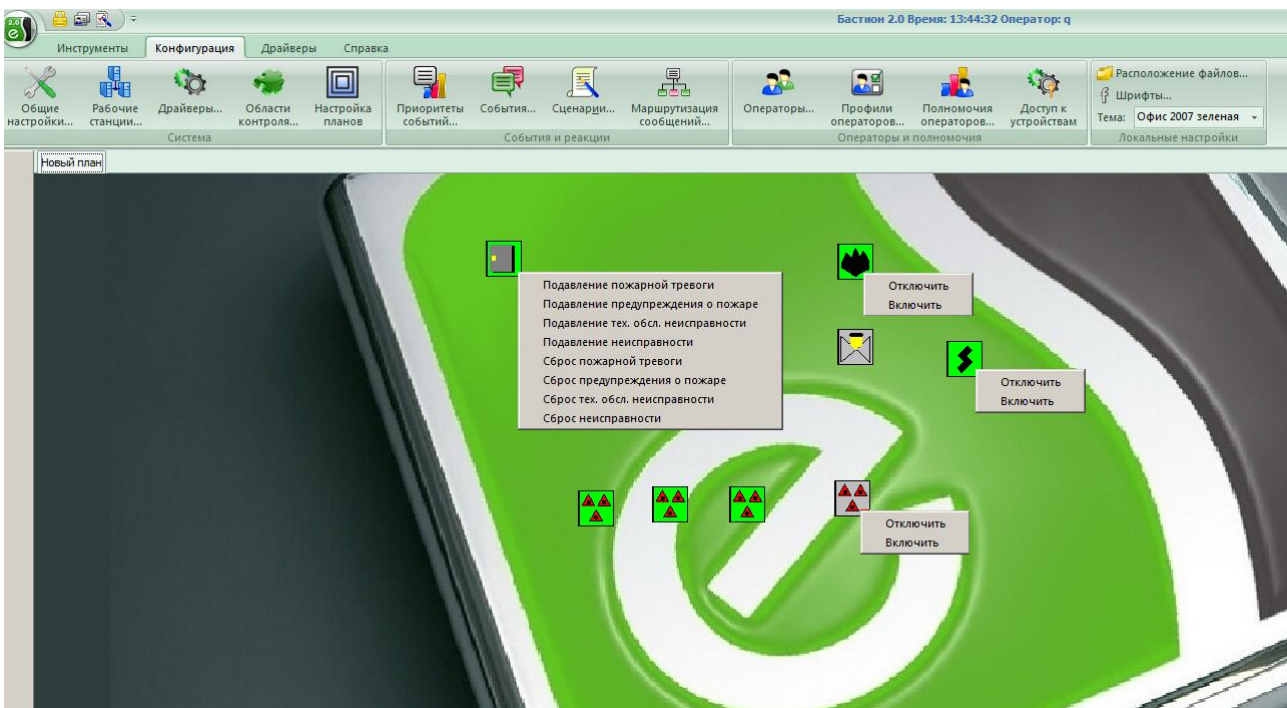 Бастион 2.0 Время: 13:44:32 Оператор: q
2.0
Инструменты Конфигурация Драйверы Справка
Общие настройки...
Рабочие станции...
Драйверы...
Области контроля...
Настройка планов
Система
Приоритеты событий...
События...
Сценарии...
Маршрутизация сообщений...
События и реакции
Операторы...
Профили операторов...
Полномочия операторов...
Доступ к устройствам
Операторы и полномочия
Расположение файлов...
Шрифты...
Тема: Офис 2007 зеленая
Локальные настройки
Новый план
Подавление пожарной тревоги
Подавление предупреждения о пожаре
Подавление тех. обсл. неисправности
Подавление неисправности
Сброс пожарной тревоги
Сброс предупреждения о пожаре
Сброс тех. обсл. неисправности
Сброс неисправности
Отключить
Включить
Отключить
Включить
Отключить
Включить